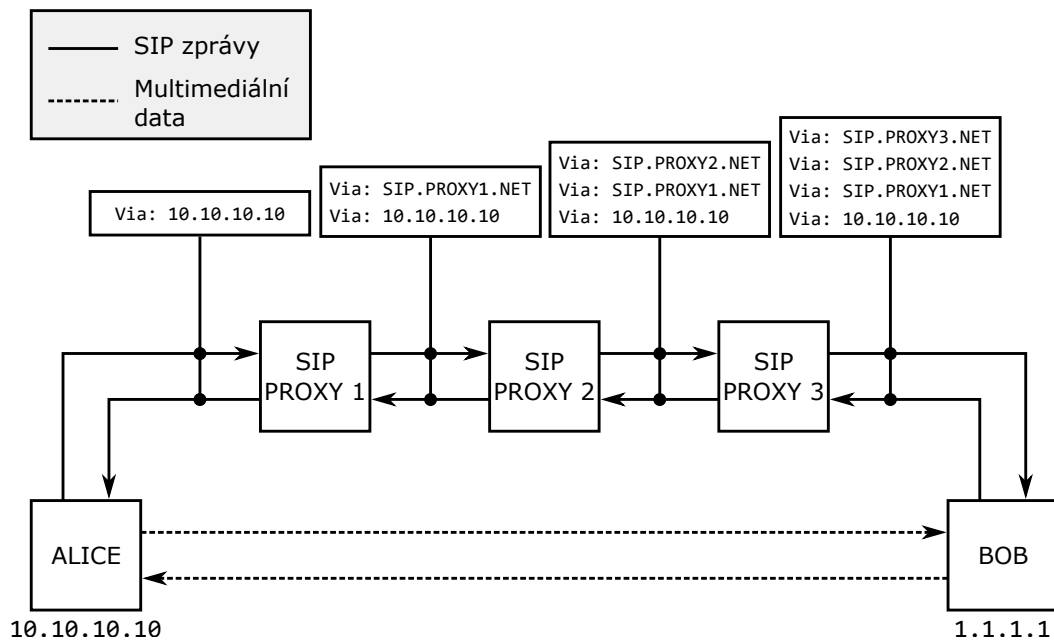 SIP zprávy
Multimediální
data
Via: 10.10.10.10
Via: SIP.PROXY1.NET
Via: 10.10.10.10
Via: SIP.PROXY2.NET
Via: SIP.PROXY1.NET
Via: 10.10.10.10
Via: SIP.PROXY3.NET
Via: SIP.PROXY2.NET
Via: SIP.PROXY1.NET
Via: 10.10.10.10
SIP
PROXY 1
SIP
PROXY 2
SIP
PROXY 3
ALICE
BOB
10.10.10.10
1.1.1.1